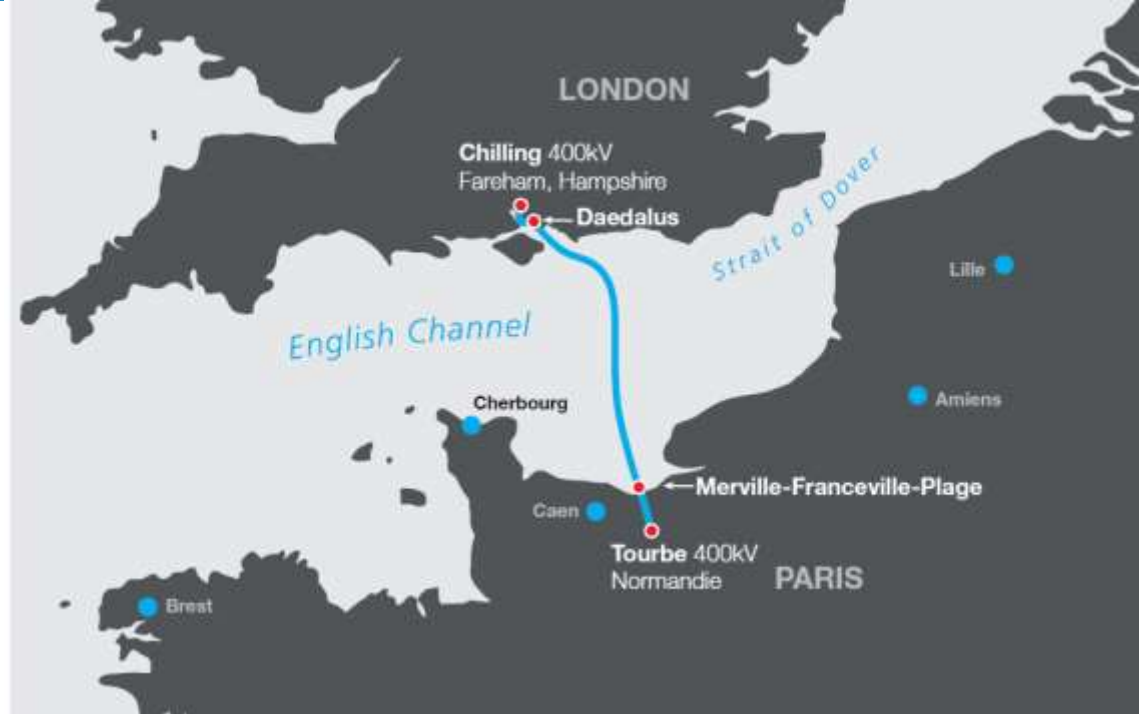 LONDON
Chilling 400kV
Fareham, Hampshire
Daedalus
Strait of Dover
Lille
English Channel
Cherbourg
Amiens
Merville-Franceville-Plage
Caen
Tourbe 400kV
Normandie
PARIS
Brest